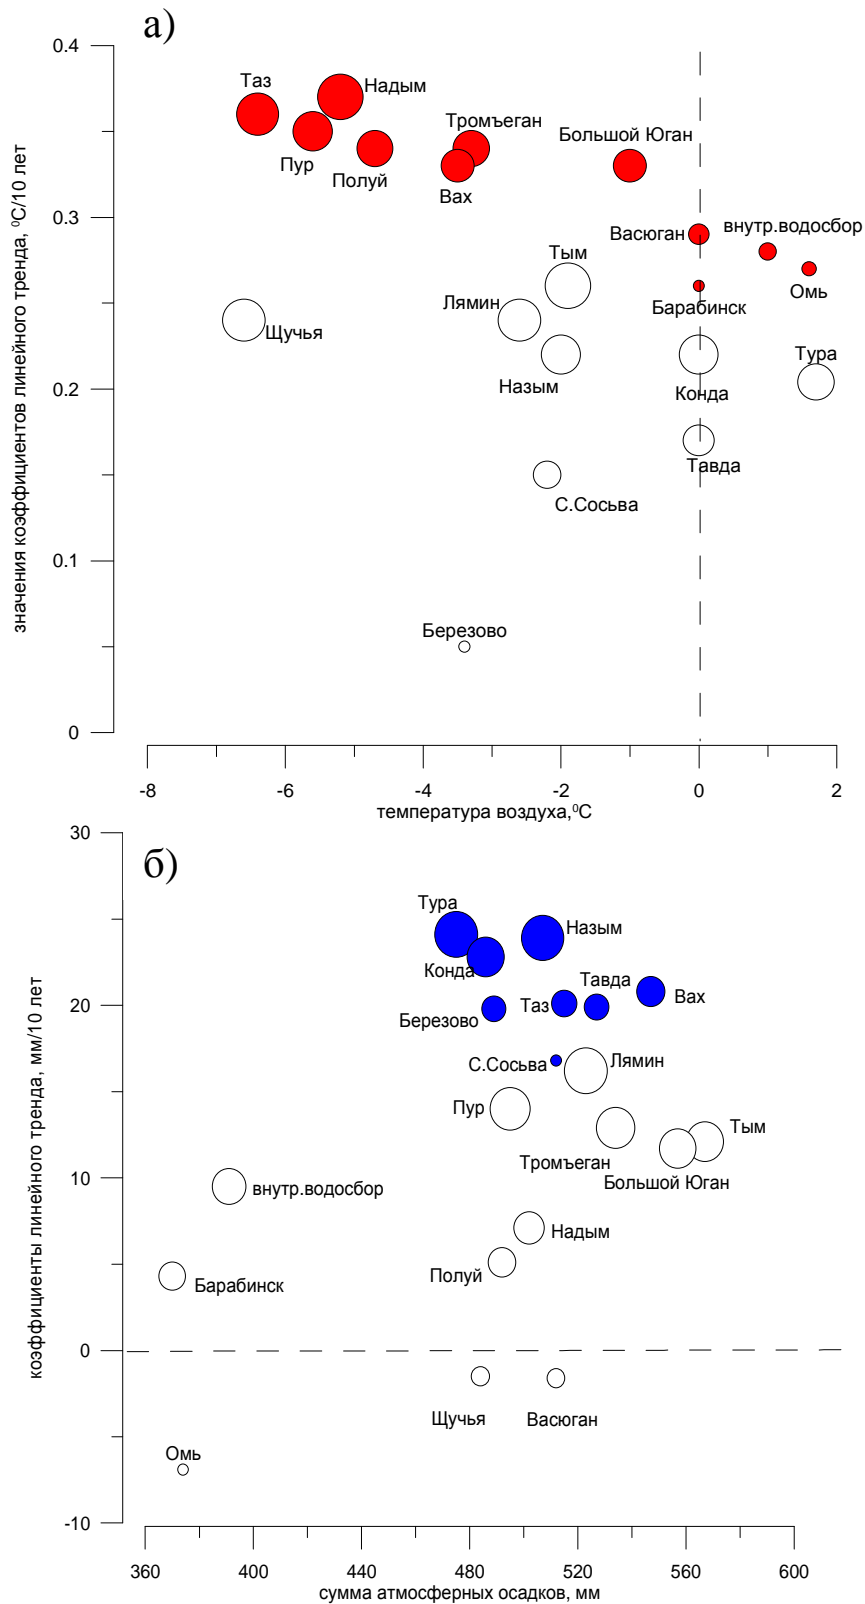 а)
0.4
0.3
0.2
0.1
0
значения коэффициентов линейного тренда, ⁰С/10 лет
Таз
Надым
Пур
Полуй
Тромъеган
Вах
Большой Юган
Васюган
внутр.водосбор
Тым
Омь
Барабинск
Лямин
Щучья
Назым
Конда
Тура
Тавда
С.Сосьва
Березово
-8 -6 -4 -2 0 2
температура воздуха,⁰С
б)
30
20
10
0
-10
коэффициенты линейного тренда, мм/10 лет
Тура
Назым
Конда
Березово
Таз
Тавда
Вах
С.Сосьва
Лямин
Пур
Тромъеган
Тым
Большой Юган
внутр.водосбор
Надым
Полуй
Барабинск
Щучья
Васюган
Омь
360 400 440 480 520 560 600
сумма атмосферных осадков, мм